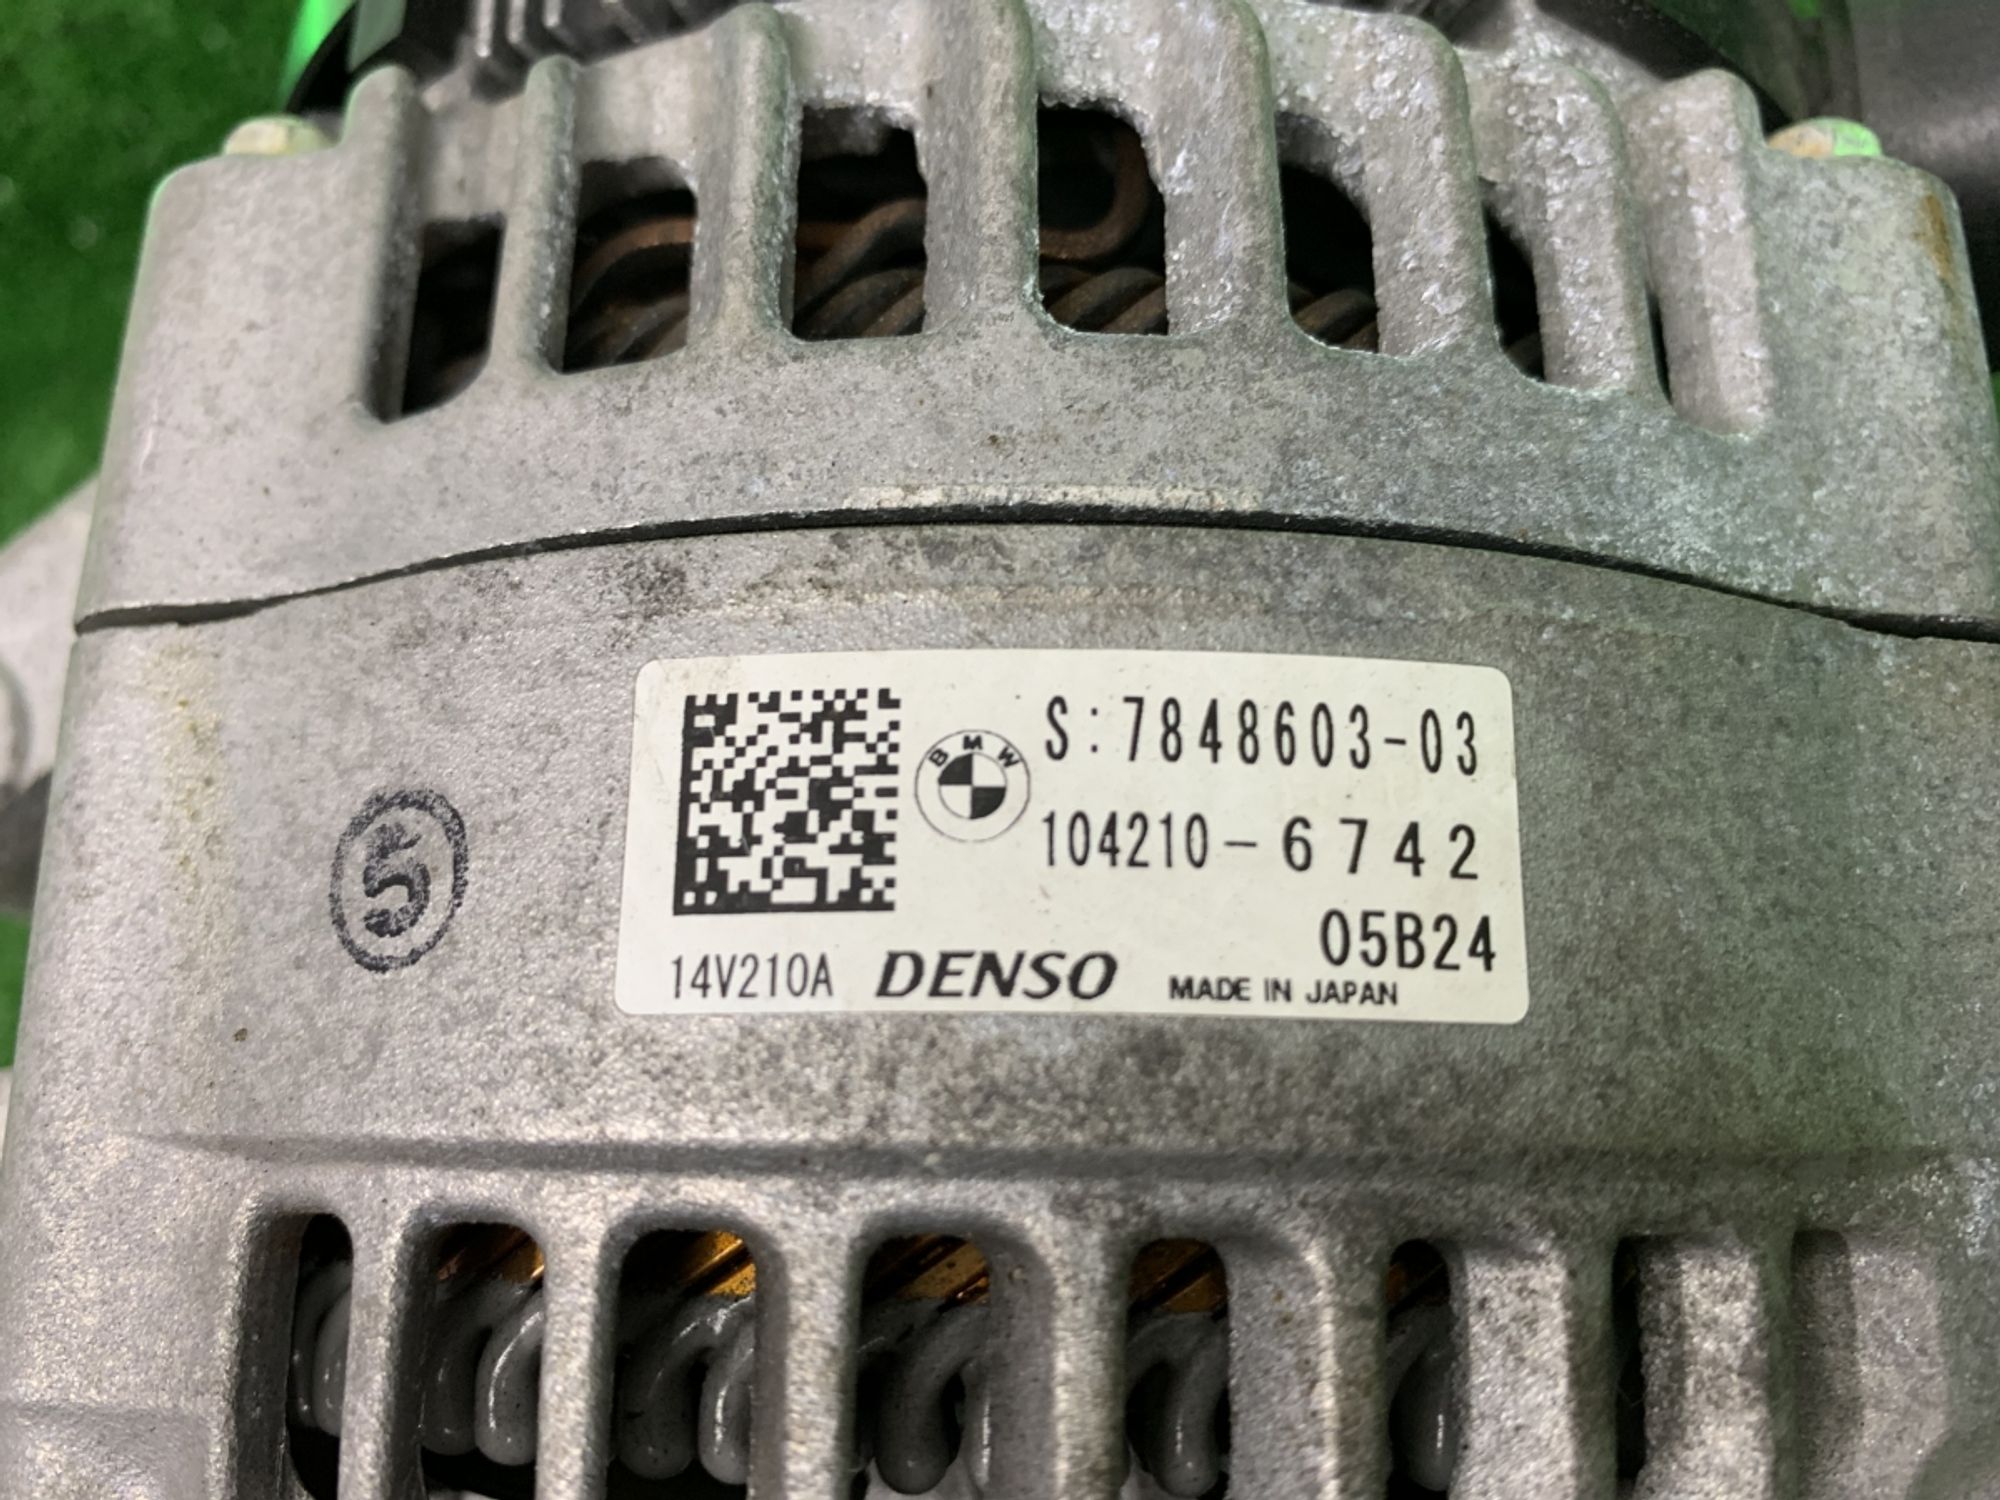 5
BMW
S:7848603-03
104210-6742
05B24
14V210A DENSO MADE IN JAPAN